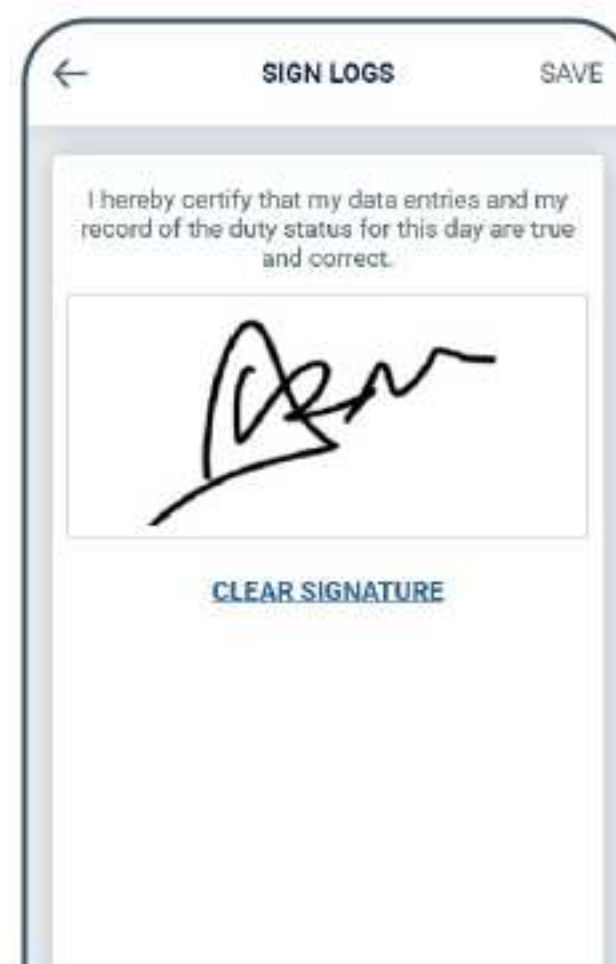 SIGN LOGS SAVE
I hereby certify that my data entries and my
record of the duty status for this day are true
and correct.
CLEAR SIGNATURE